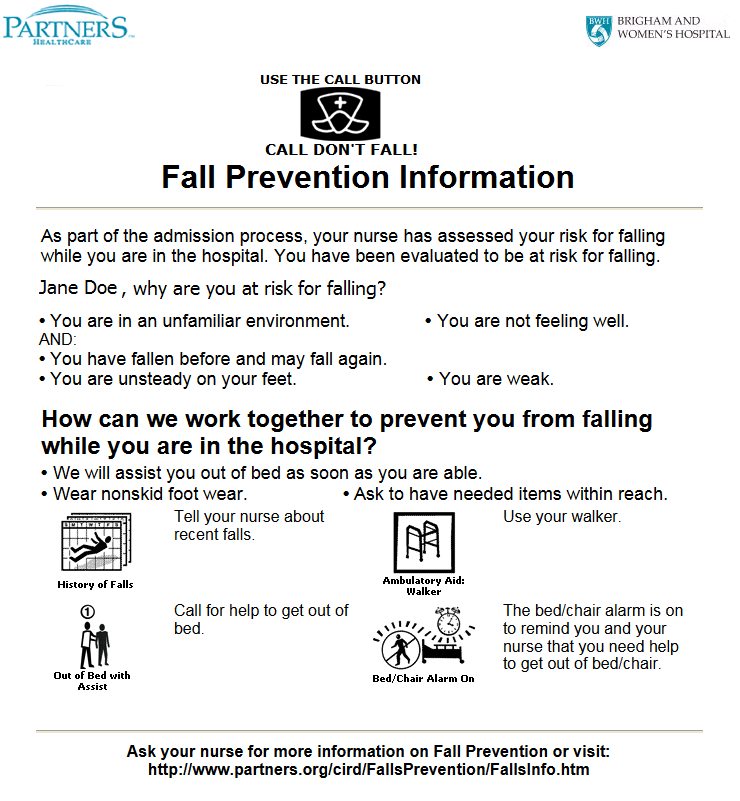 PARTNERS™
HEALTHCARE
BWH
BRIGHAM AND
WOMEN'S HOSPITAL
USE THE CALL BUTTON
CALL DON'T FALL!
Fall Prevention Information
As part of the admission process, your nurse has assessed your risk for falling
while you are in the hospital. You have been evaluated to be at risk for falling.
Jane Doe, why are you at risk for falling?
• You are in an unfamiliar environment. • You are not feeling well.
AND:
• You have fallen before and may fall again.
• You are unsteady on your feet. • You are weak.
How can we work together to prevent you from falling
while you are in the hospital?
• We will assist you out of bed as soon as you are able.
• Wear nonskid foot wear. • Ask to have needed items within reach.
S M T W T F S
History of Falls
Tell your nurse about
recent falls.
Ambulatory Aid:
Walker
Use your walker.
1
Out of Bed with
Assist
Call for help to get out of
bed.
Bed/Chair Alarm On
The bed/chair alarm is on
to remind you and your
nurse that you need help
to get out of bed/chair.
Ask your nurse for more information on Fall Prevention or visit:
http://www.partners.org/cird/FallsPrevention/FallsInfo.htm